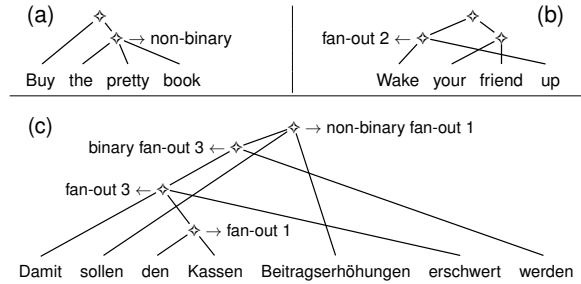 (a) (b)
→ non-binary fan-out 2 ←
Buy the pretty book Wake your friend up
(c)
→ non-binary fan-out 1
binary fan-out 3 ←
fan-out 3 ←
→ fan-out 1
Damit sollen den Kassen Beitragserhöhungen erschwert werden